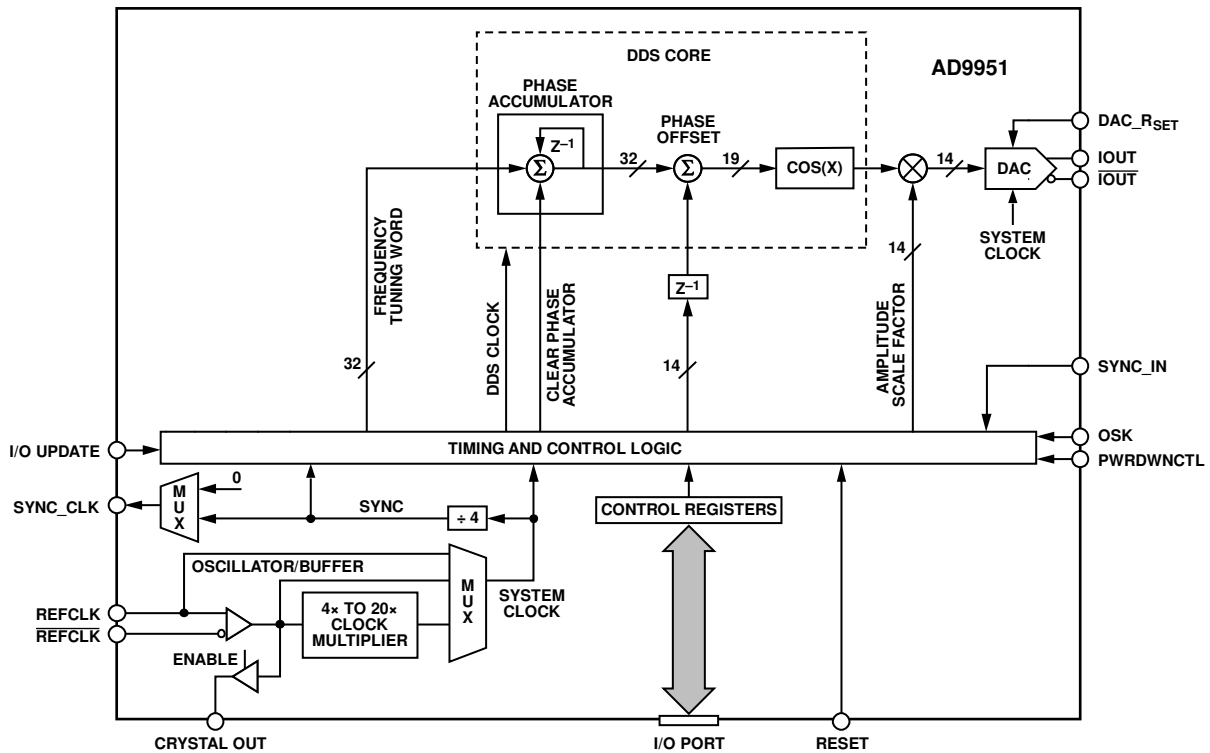 DDS CORE
AD9951
PHASE
ACCUMULATOR
PHASE
OFFSET
DAC_RSET
Z–1
32
19
14
IOUT
IOUT
Σ
Σ
COS(X)
DAC
SYSTEM
CLOCK
14
FREQUENCY
TUNING WORD
Z–1
DDS CLOCK
CLEAR PHASE
ACCUMULATOR
AMPLITUDE
SCALE FACTOR
32
14
SYNC_IN
I/O UPDATE
TIMING AND CONTROL LOGIC
OSK
PWRDWNCTL
0
SYNC_CLK
MUX
SYNC
÷ 4
CONTROL REGISTERS
OSCILLATOR/BUFFER
MUX
SYSTEM
CLOCK
REFCLK
REFCLK
4× TO 20×
CLOCK
MULTIPLIER
ENABLE
CRYSTAL OUT
I/O PORT
RESET